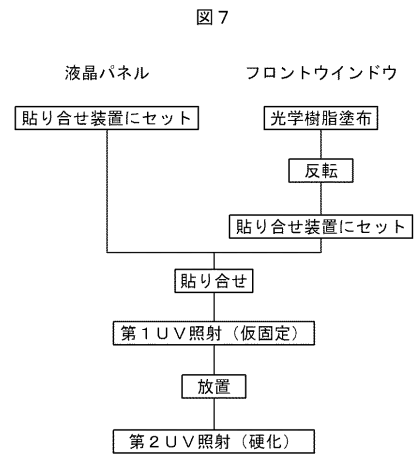 図７
液晶パネル
フロントウインドウ
貼り合せ装置にセット
光学樹脂塗布
反転
貼り合せ装置にセット
貼り合せ
第１ＵＶ照射（仮固定）
放置
第２ＵＶ照射（硬化）